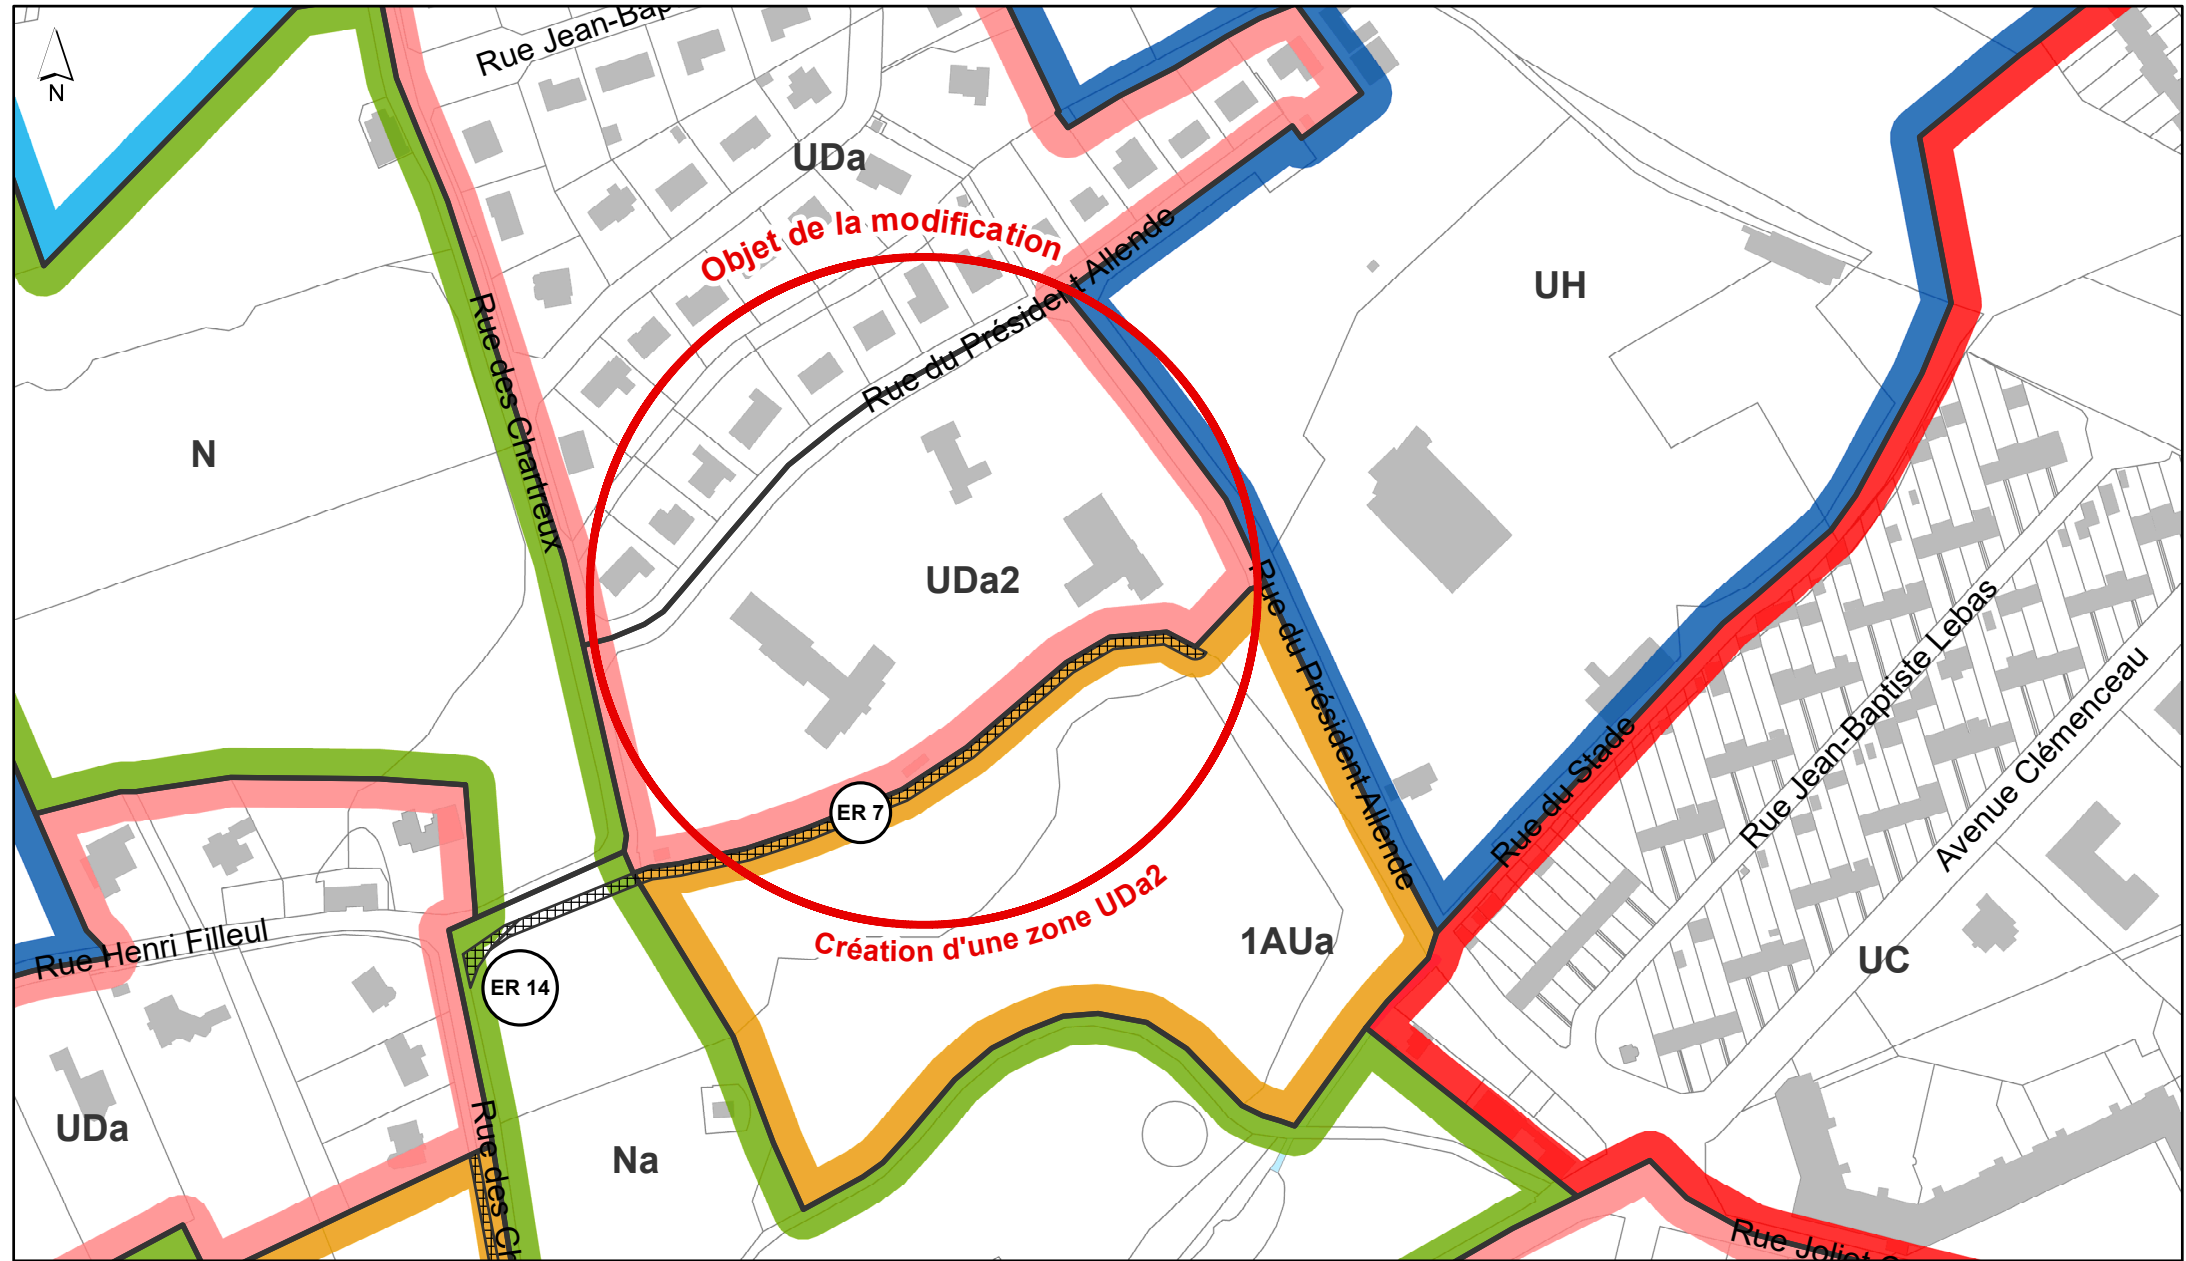 Rue Jean-Bap
N
UDa
Objet de la modification
Rue du Président Allende
UH
Rue des Chartreux
N
UDa2
Rue du Président Allende
Rue Jean-Baptiste Lebas
Avenue Clémenceau
Rue du Stade
ER 7
Création d'une zone UDa2
1AUa
UC
Rue Henri Filleul
ER 14
UDa
Na
Rue des Ch
Rue Joliot